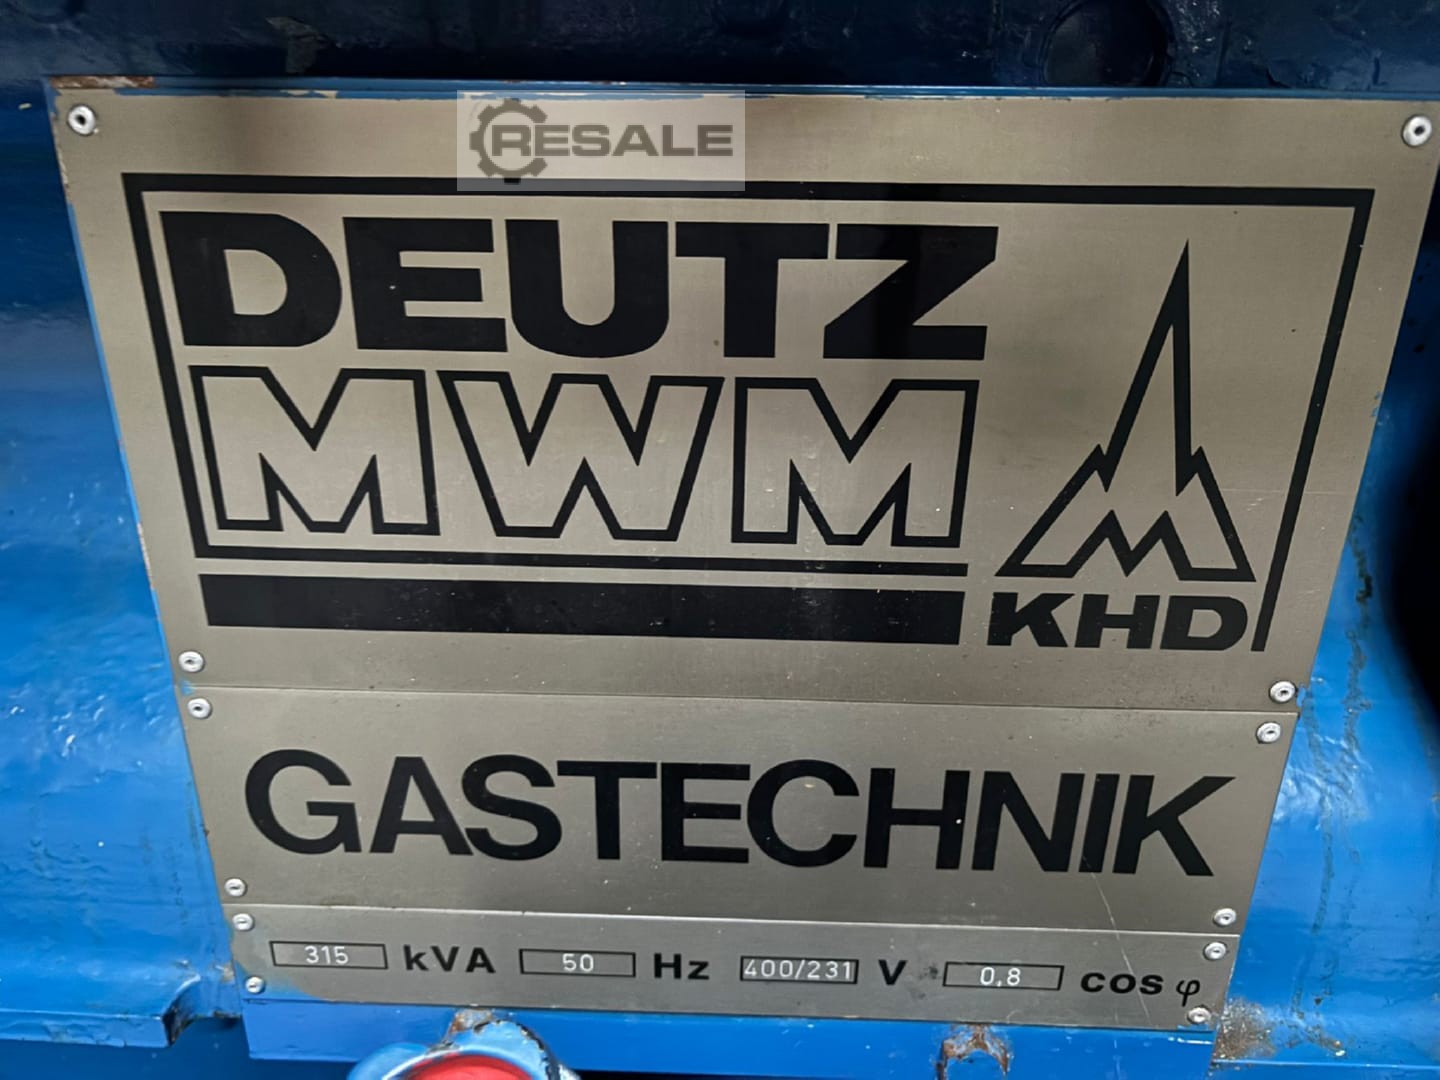 RESALE
DEUTZ
MWM
KHD
GASTECHNIK
315 kVA 50 Hz 400/231 V 0,8 cos φ